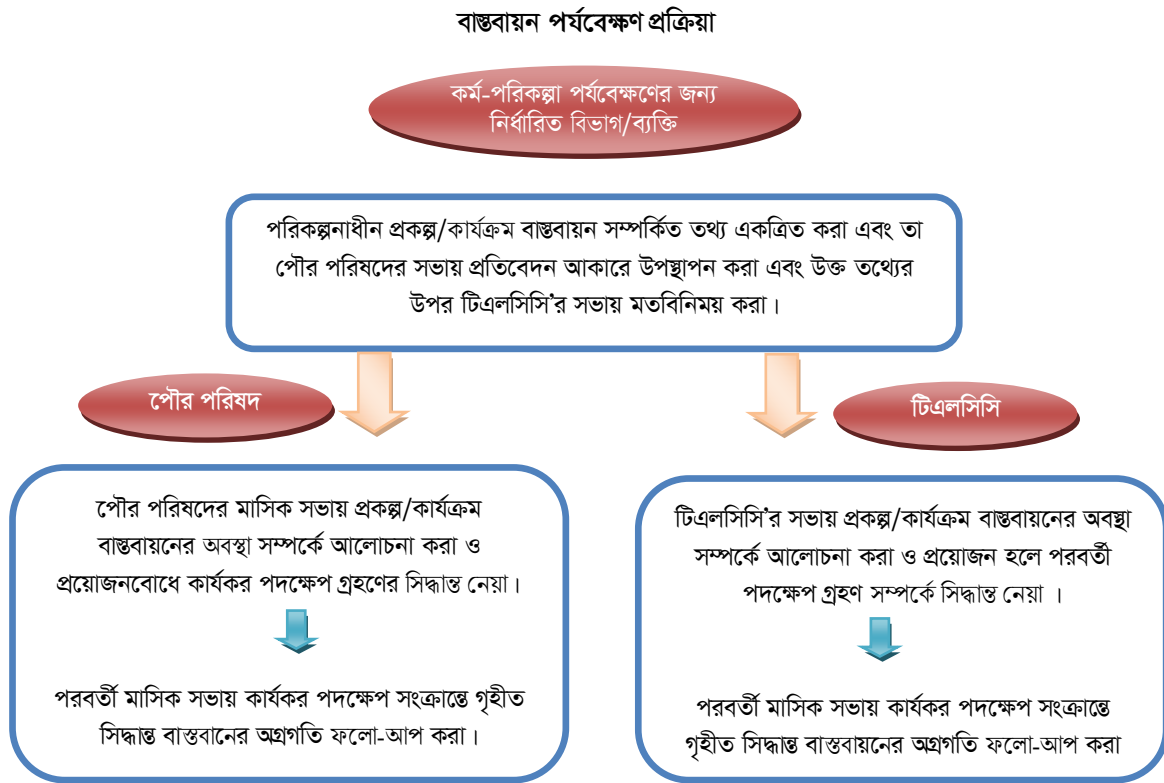 বাস্তবায়ন পর্যবেক্ষণ প্রক্রিয়া
কর্ম-পরিকল্পা পর্যবেক্ষণের জন্য
নির্ধারিত বিভাগ/ব্যক্তি
পরিকল্পনাধীন প্রকল্প/কার্যক্রম বাস্তবায়ন সম্পর্কিত তথ্য একত্রিত করা এবং তা
পৌর পরিষদের সভায় প্রতিবেদন আকারে উপস্থাপন করা এবং উক্ত তথ্যের
উপর টিএলসিসি'র সভায় মতবিনিময় করা।
পৌর পরিষদ
পৌর পরিষদের মাসিক সভায় প্রকল্প/কার্যক্রম
বাস্তবায়নের অবস্থা সম্পর্কে আলোচনা করা ও
প্রয়োজনবোধে কার্যকর পদক্ষেপ গ্রহণের সিদ্ধান্ত নেয়া।
পরবর্তী মাসিক সভায় কার্যকর পদক্ষেপ সংক্রান্তে গৃহীত
সিদ্ধান্ত বাস্তবানের অগ্রগতি ফলো-আপ করা।
টিএলসিসি
টিএলসিসি'র সভায় প্রকল্প/কার্যক্রম বাস্তবায়নের অবস্থা
সম্পর্কে আলোচনা করা ও প্রয়োজন হলে পরবর্তী
পদক্ষেপ গ্রহণ সম্পর্কে সিদ্ধান্ত নেয়া ।
পরবর্তী মাসিক সভায় কার্যকর পদক্ষেপ সংক্রান্তে
গৃহীত সিদ্ধান্ত বাস্তবায়নের অগ্রগতি ফলো-আপ করা